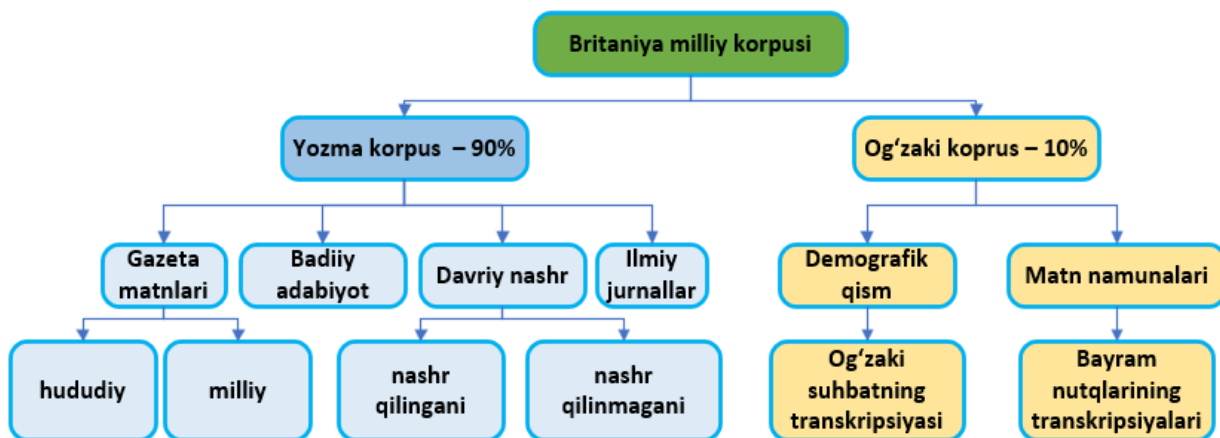 Britaniya milliy korpusi
Yozma korpus – 90%
Og‘zaki koprus – 10%
Gazeta
matnlari
Badiiy
adabiyot
Davriy nashr
Ilmiy
jurnallar
Demografik
qism
Matn namunalari
hududiy
milliy
nashr
qilingani
nashr
qilinmagani
Og‘zaki
suhbatning
transkripsiyasi
Bayram
nutqlarining
transkripsiyalari